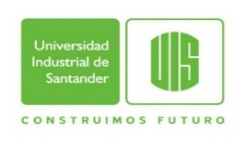 Universidad
Industrial de
Santander
UIS
CONSTRUIMOS FUTURO